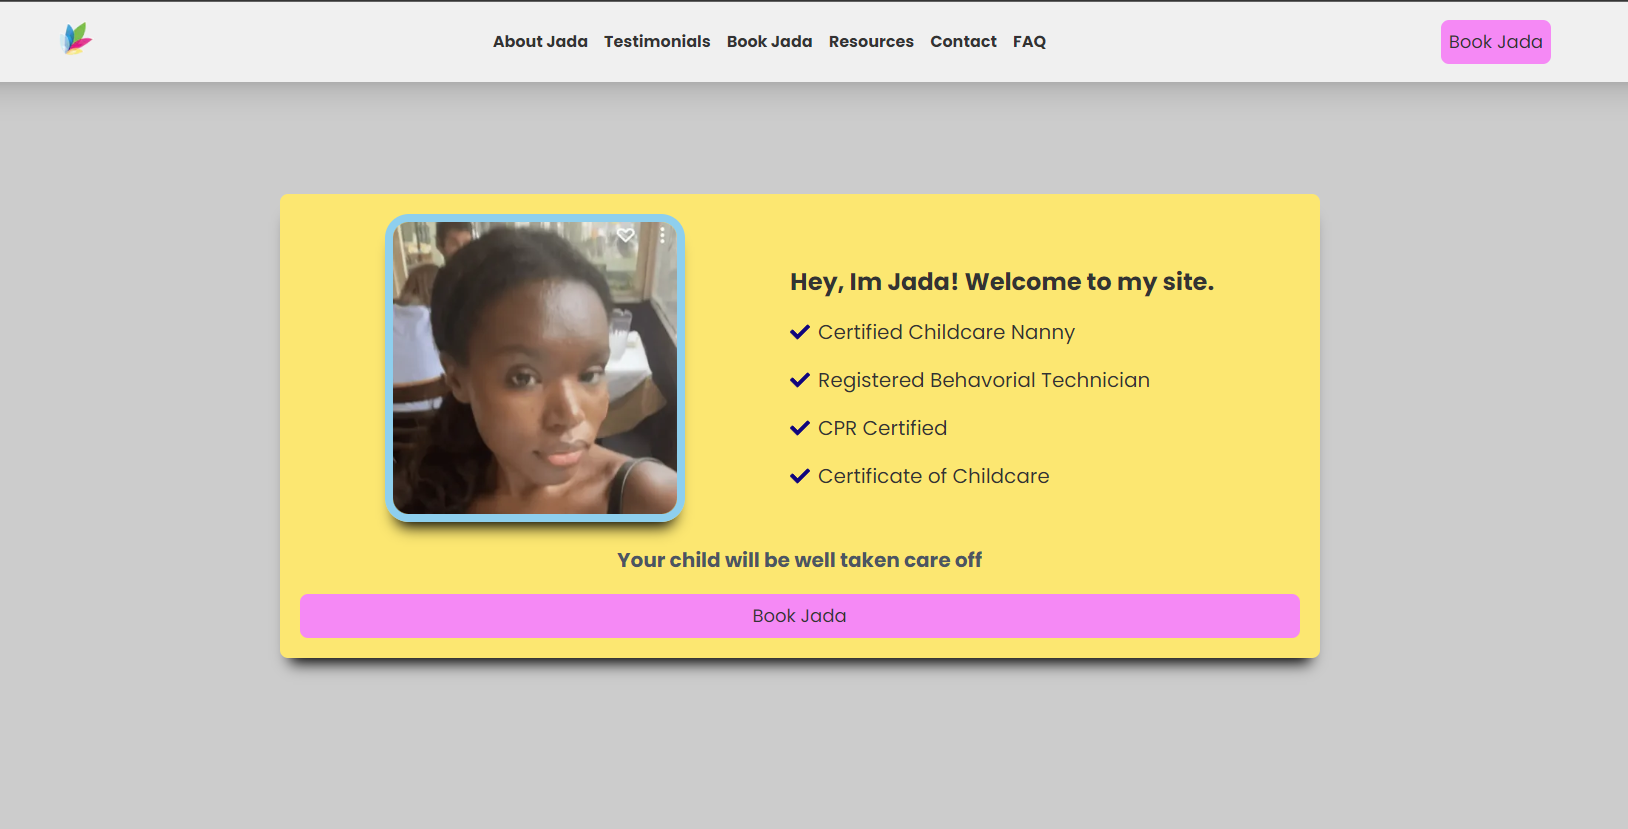 About Jada Testimonials Book Jada Resources Contact FAQ Book Jada
Hey, Im Jada! Welcome to my site.
Certified Childcare Nanny
Registered Behavorial Technician
CPR Certified
Certificate of Childcare
Your child will be well taken care off
Book Jada